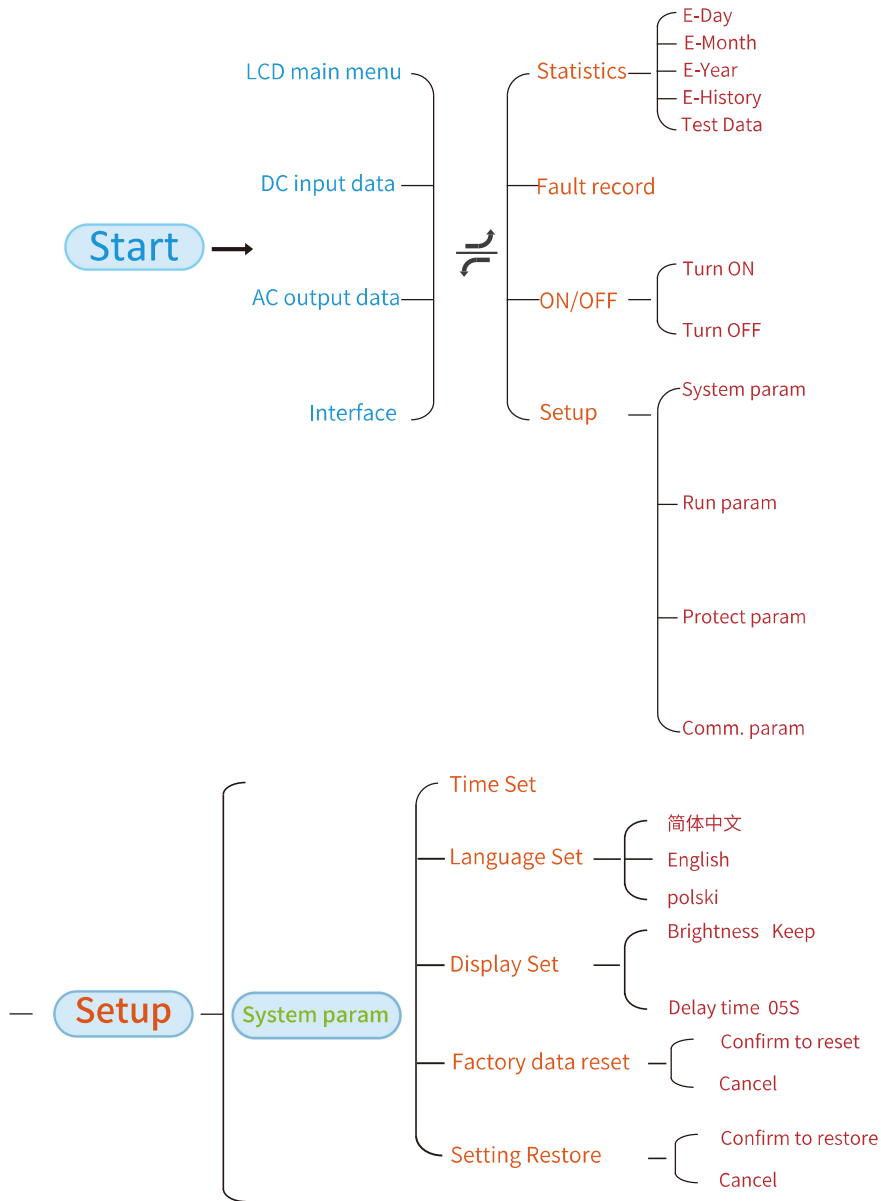 Start
LCD main menu
DC input data
AC output data
Interface
Statistics
E-Day
E-Month
E-Year
E-History
Test Data
Fault record
ON/OFF
Turn ON
Turn OFF
Setup
System param
Run param
Protect param
Comm. param
Setup
System param
Time Set
Language Set
简体中文
English
polski
Display Set
Brightness Keep
Delay time 05S
Factory data reset
Confirm to reset
Cancel
Setting Restore
Confirm to restore
Cancel